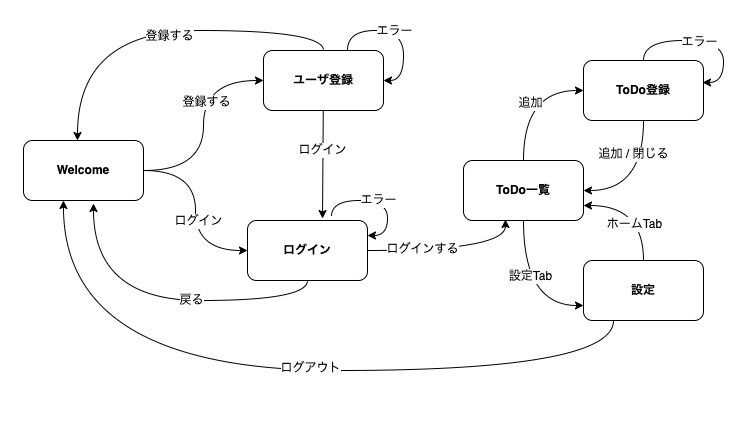 登録する
エラー
ユーザ登録
登録する
エラー
ToDo登録
追加
ログイン
追加 / 閉じる
Welcome
ToDo一覧
エラー
ログイン
ホームTab
ログイン
ログインする
設定Tab
設定
戻る
ログアウト